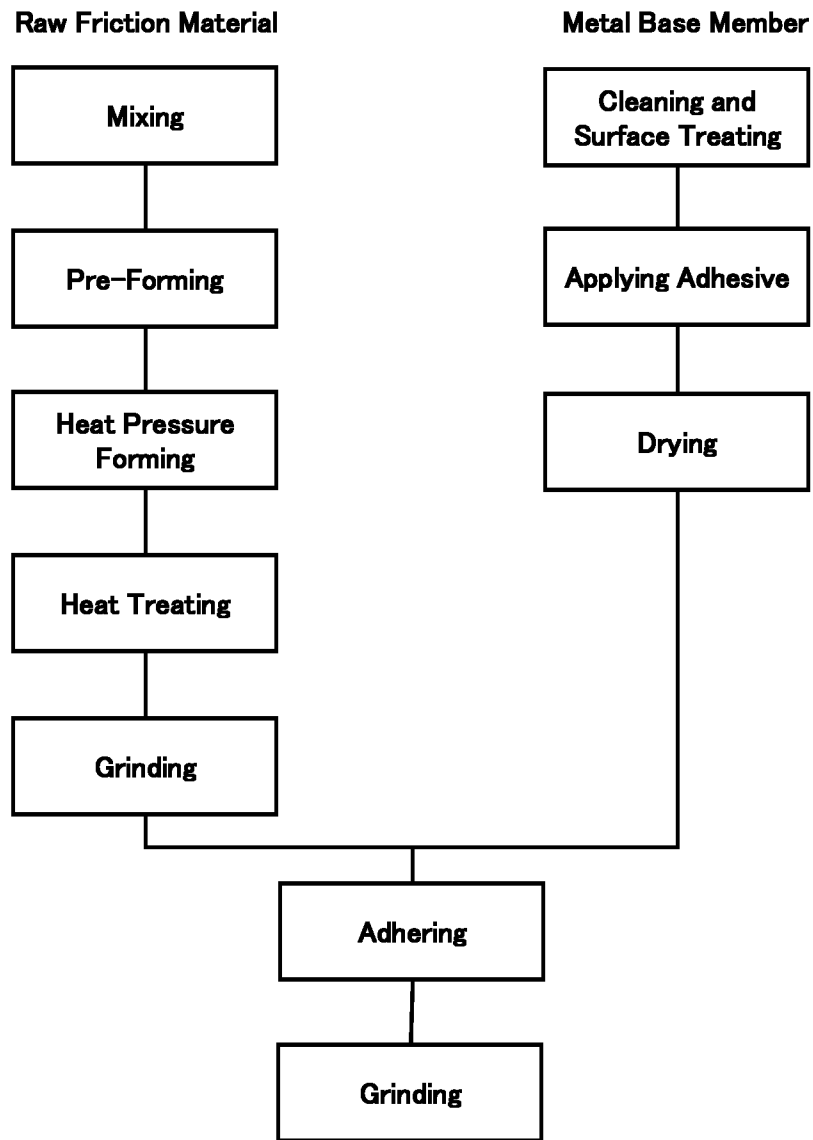 Raw Friction Material
Mixing
Pre-Forming
Heat Pressure
Forming
Heat Treating
Grinding
Metal Base Member
Cleaning and
Surface Treating
Applying Adhesive
Drying
Adhering
Grinding